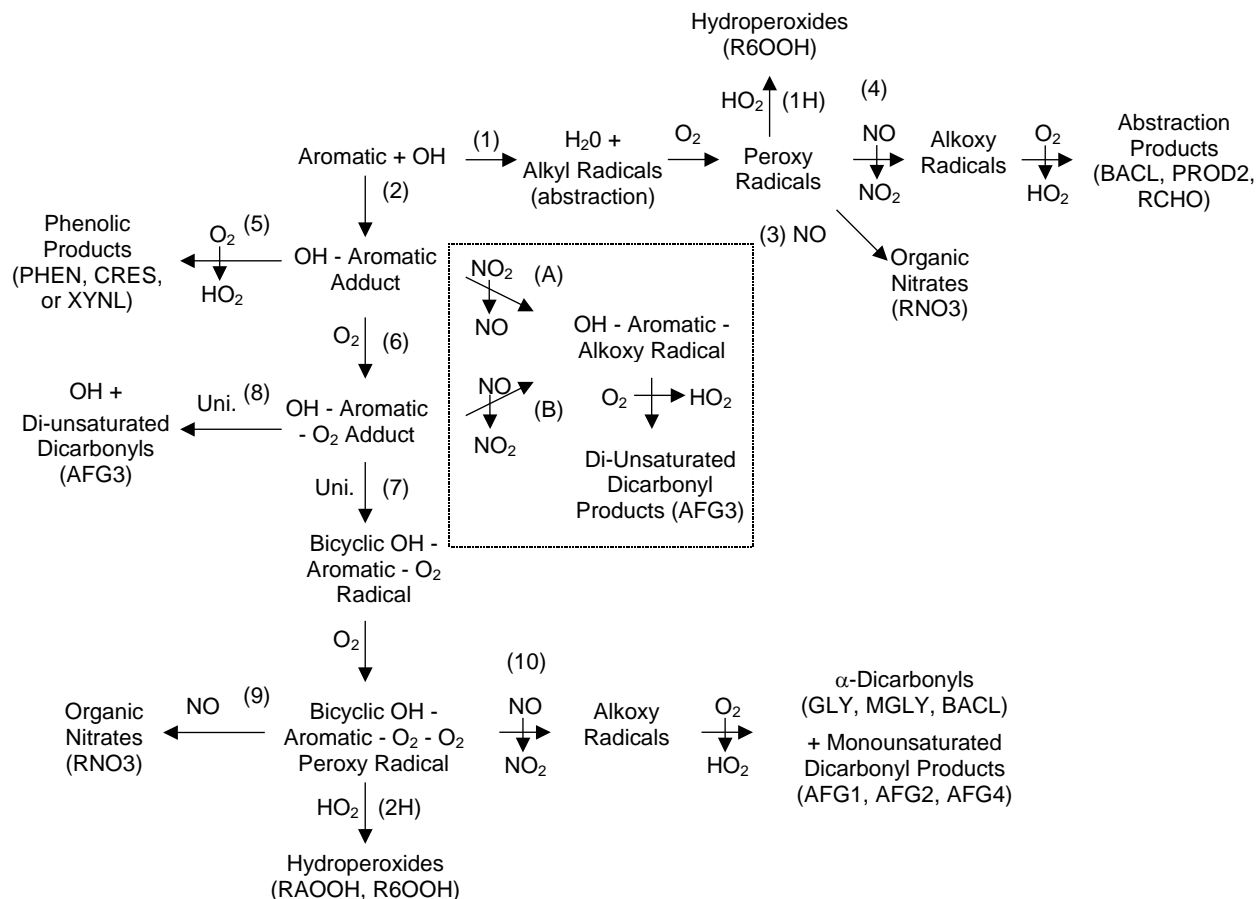 Hydroperoxides
(R6OOH)
HO2
(1H)
(4)
Aromatic + OH
(1)
H20 +
Alkyl Radicals
(abstraction)
O2
Peroxy
Radicals
NO
NO2
Alkoxy
Radicals
O2
HO2
Abstraction
Products
(BACL, PROD2,
RCHO)
(2)
(3) NO
Organic
Nitrates
(RNO3)
Phenolic
Products
(PHEN, CRES,
or XYNL)
O2
(5)
HO2
OH - Aromatic
Adduct
NO2
(A)
NO
OH - Aromatic -
Alkoxy Radical
O2
(6)
NO
(B)
NO2
O2
HO2
Di-Unsaturated
Dicarbonyl
Products (AFG3)
OH +
Di-unsaturated
Dicarbonyls
(AFG3)
Uni.
(8)
OH - Aromatic
- O2 Adduct
Uni.
(7)
Bicyclic OH -
Aromatic - O2
Radical
O2
(10)
Organic
Nitrates
(RNO3)
NO
(9)
Bicyclic OH -
Aromatic - O2 - O2
Peroxy Radical
NO
NO2
Alkoxy
Radicals
O2
HO2
α-Dicarbonyls
(GLY, MGLY, BACL)
+ Monounsaturated
Dicarbonyl Products
(AFG1, AFG2, AFG4)
HO2
(2H)
Hydroperoxides
(RAOOH, R6OOH)